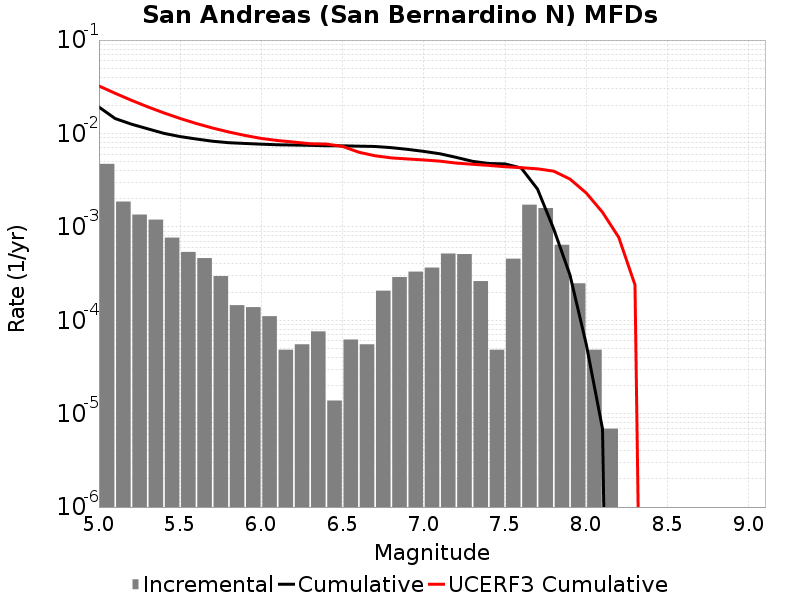 San Andreas (San Bernardino N) MFDs
10^-1
10^-2
10^-3
10^-4
10^-5
10^-6
Rate (1/yr)
5.0 5.5 6.0 6.5 7.0 7.5 8.0 8.5 9.0
Magnitude
Incremental Cumulative UCERF3 Cumulative